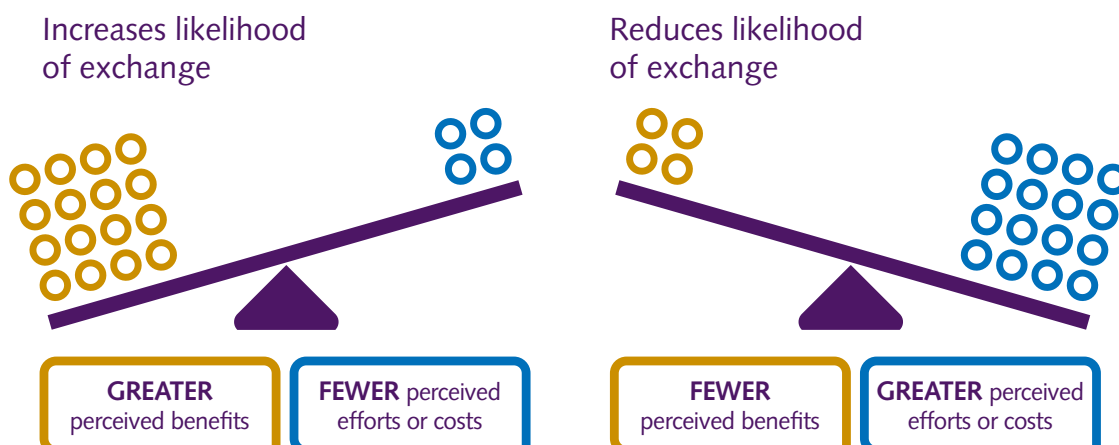 Increases likelihood
of exchange
Reduces likelihood
of exchange
GREATER
perceived benefits
FEWER perceived
efforts or costs
FEWER
perceived benefits
GREATER perceived
efforts or costs